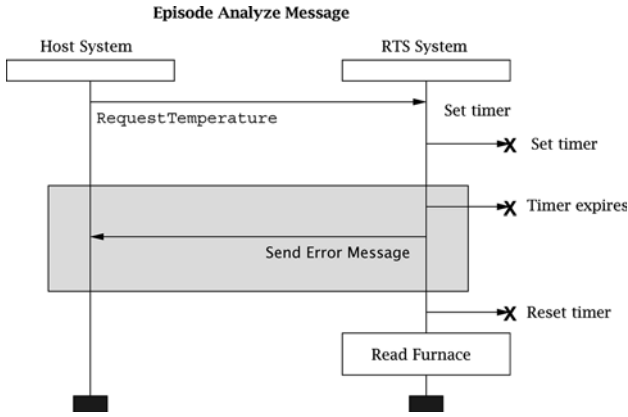 Episode Analyze Message
Host System
RTS System
RequestTemperature
Set timer
Set timer
Timer expires
Send Error Message
Reset timer
Read Furnace